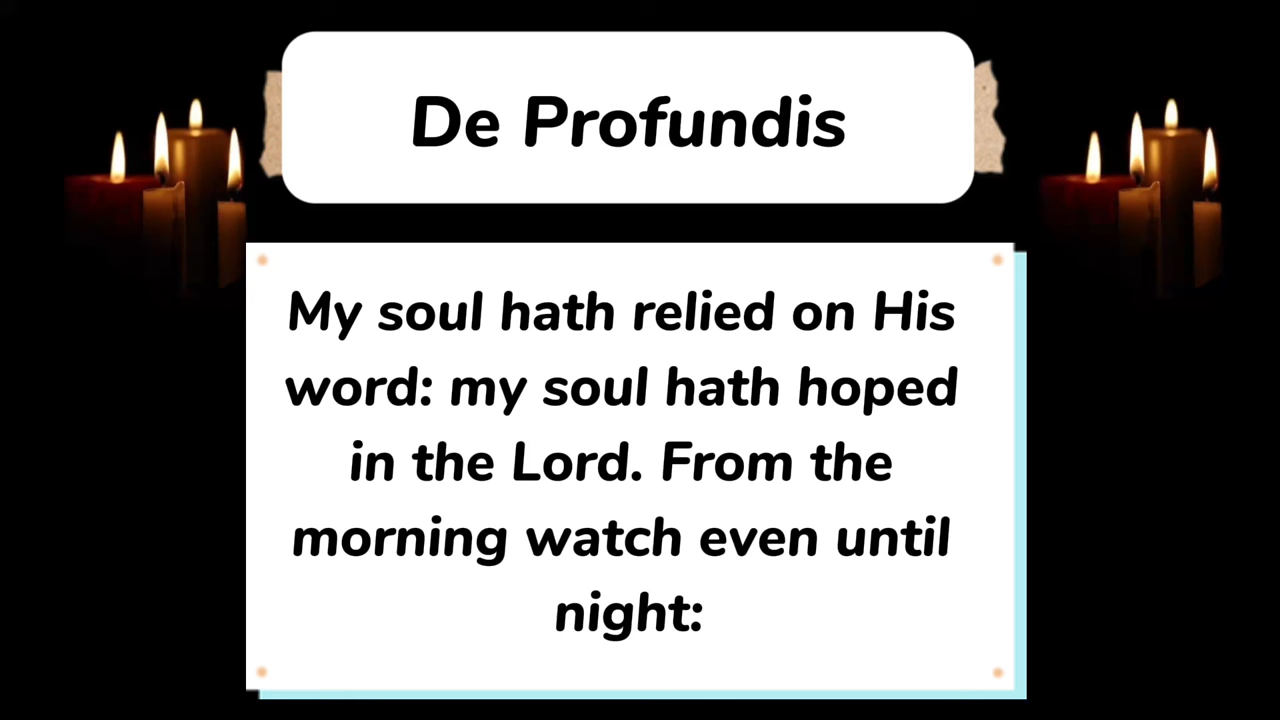 De Profundis
My soul hath relied on His
word: my soul hath hoped
in the Lord. From the
morning watch even until
night: